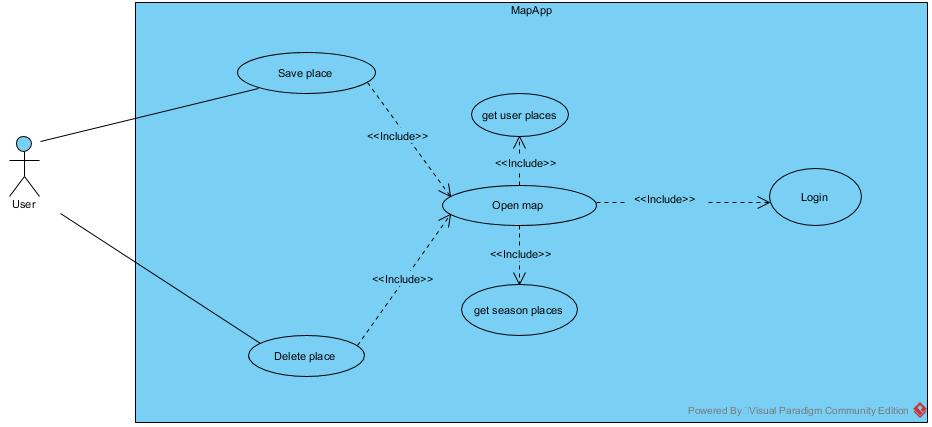 MapApp
Save place
<<Include>>
get user places
<<Include>>
User
Open map
<<Include>>
Login
<<Include>>
<<Include>>
get season places
Delete place
Powered By Visual Paradigm Community Edition